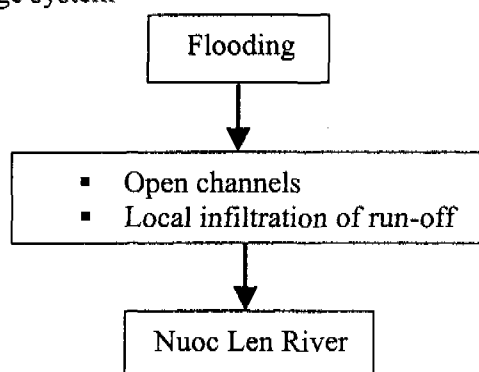 ge system
Flooding
▪ Open channels
▪ Local infiltration of run-off
Nuoc Len River